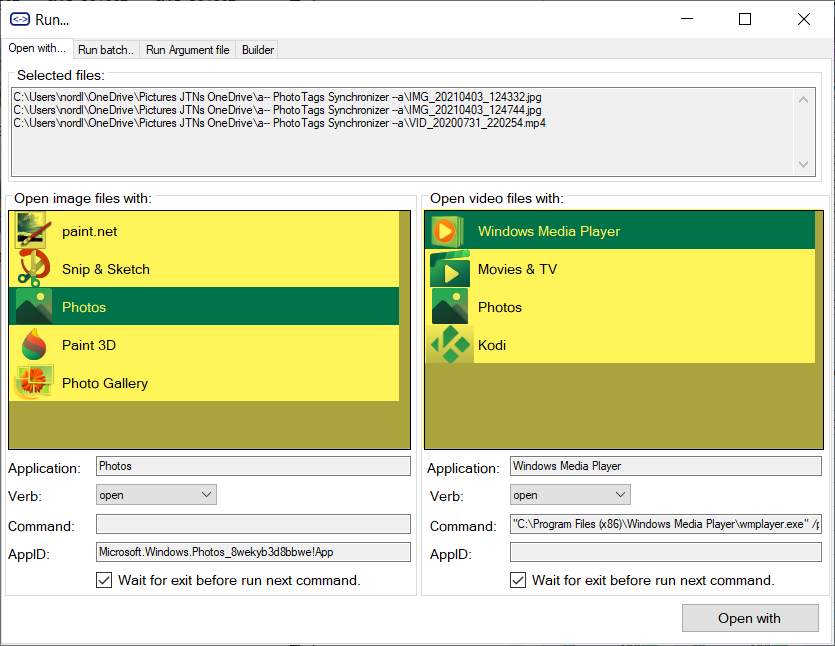 Run...
Open with... Run batch.. Run Argument file Builder
Selected files:
C:\Users\nordl\OneDrive\Pictures JTNs OneDrive\a-- PhotoTags Synchronizer --a\IMG_20210403_124332.jpg
C:\Users\nordl\OneDrive\Pictures JTNs OneDrive\a-- PhotoTags Synchronizer --a\IMG_20210403_124744.jpg
C:\Users\nordl\OneDrive\Pictures JTNs OneDrive\a-- PhotoTags Synchronizer --a\VID_20200731_220254.mp4
Open image files with:
paint.net
Snip & Sketch
Photos
Paint 3D
Photo Gallery
Application: Photos
Verb: open
Command:
AppID: Microsoft.Windows.Photos_8wekyb3d8bbwe!App
Wait for exit before run next command.
Open video files with:
Windows Media Player
Movies & TV
Photos
Kodi
Application: Windows Media Player
Verb: open
Command: "C:\Program Files (x86)\Windows Media Player\wmplayer.exe" /p
AppID:
Wait for exit before run next command.
Open with